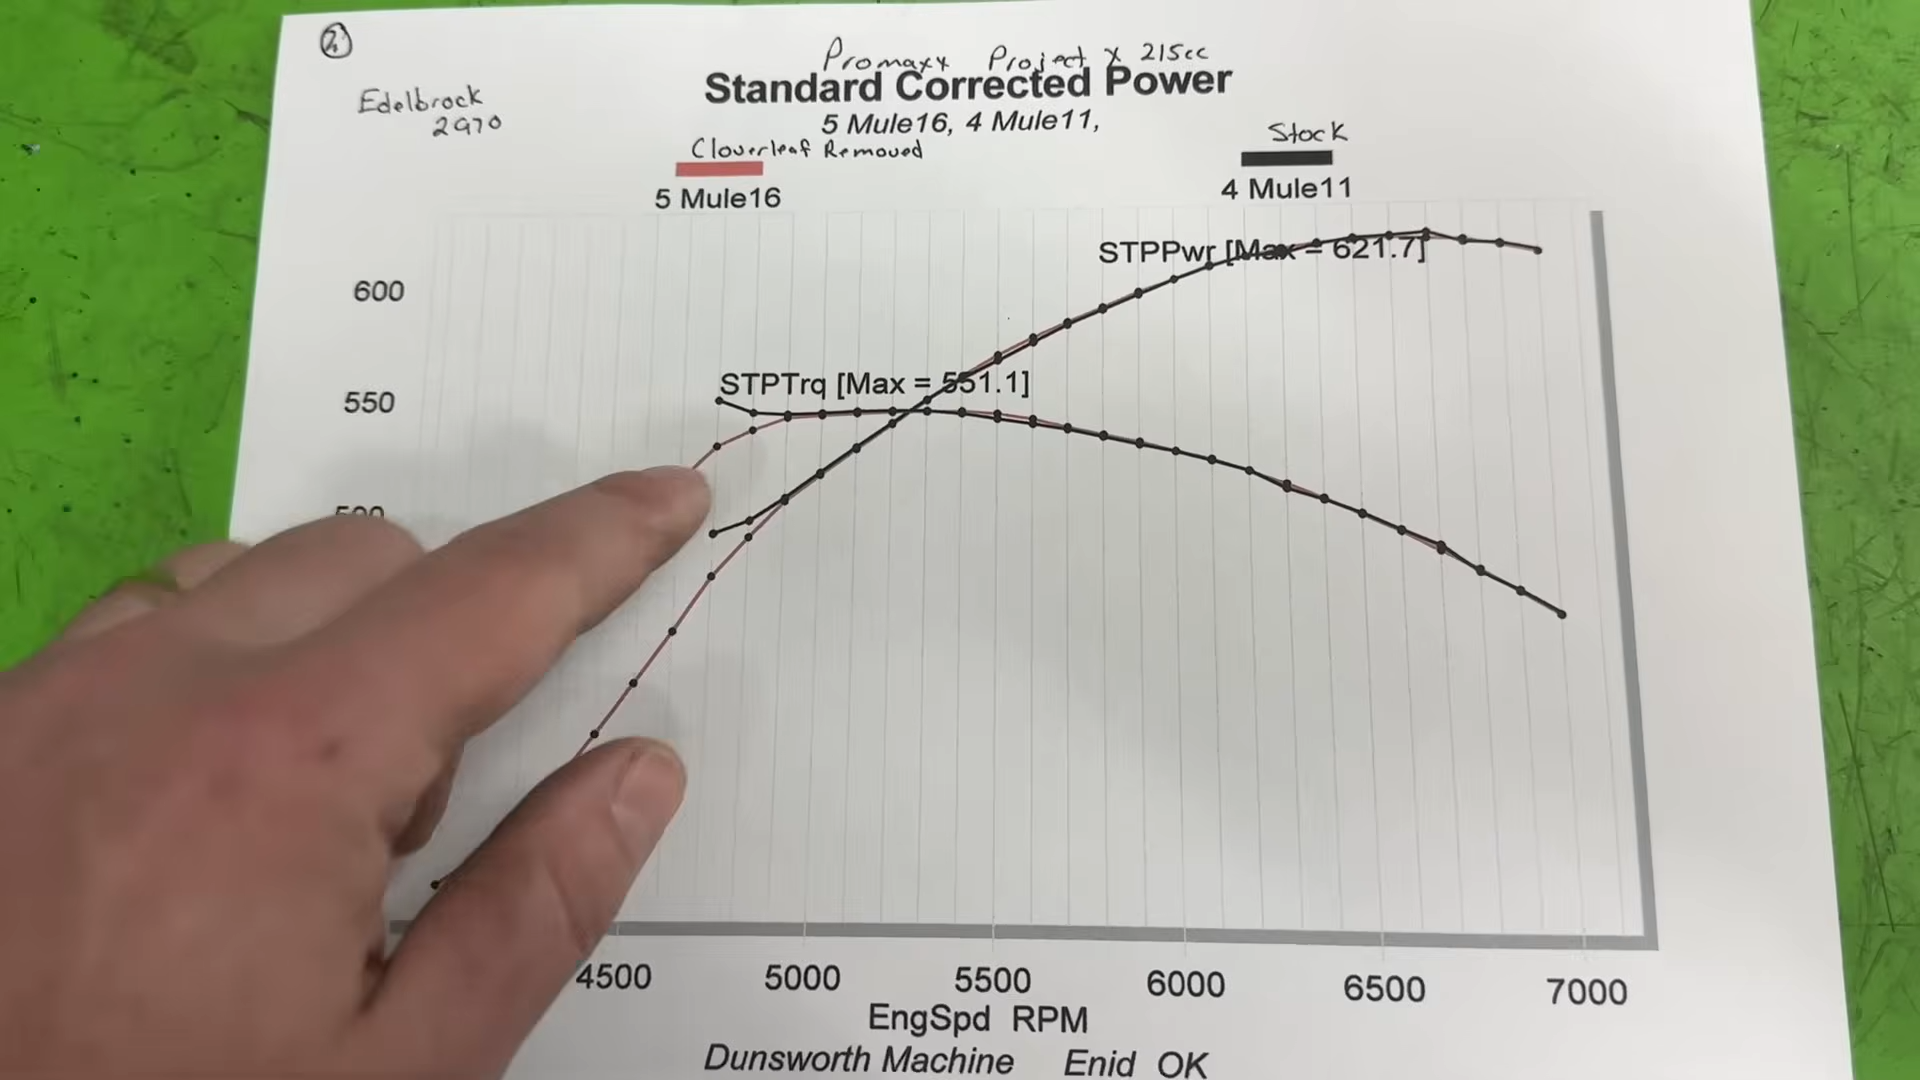 2
Promaxx Project X 215cc
Edelbrock
2970
Standard Corrected Power
5 Mule16, 4 Mule11,
Cloverleaf Removed
Stock
5 Mule16
4 Mule11
STPPwr [Max = 621.7]
600
STPTrq [Max = 551.1]
550
500
4500 5000 5500 6000 6500 7000
EngSpd RPM
Dunsworth Machine Enid OK